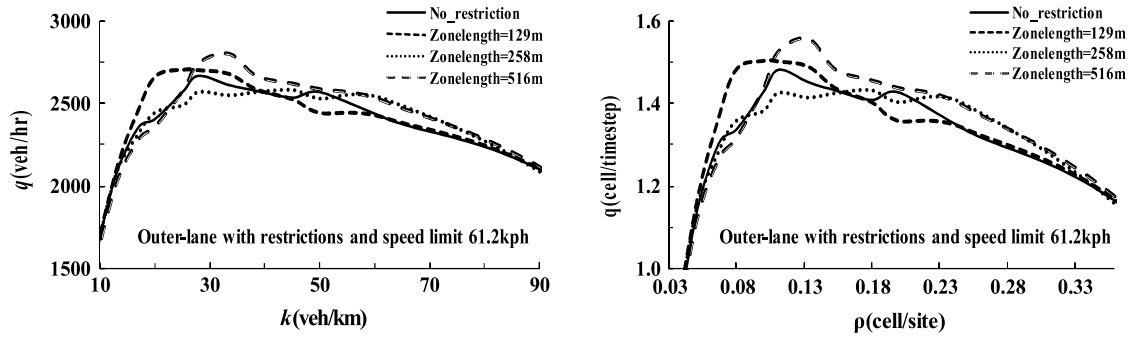 3000
2500
2000
1500
q(veh/hr)
10
30
50
70
90
k(veh/km)
No_restriction
Zonelength=129m
Zonelength=258m
Zonelength=516m
Outer-lane with restrictions and speed limit 61.2kph
1.6
1.4
1.2
1.0
q(cell/timestep)
0.03
0.08
0.13
0.18
0.23
0.28
0.33
ρ(cell/site)
No_restriction
Zonelength=129m
Zonelength=258m
Zonelength=516m
Outer-lane with restrictions and speed limit 61.2kph